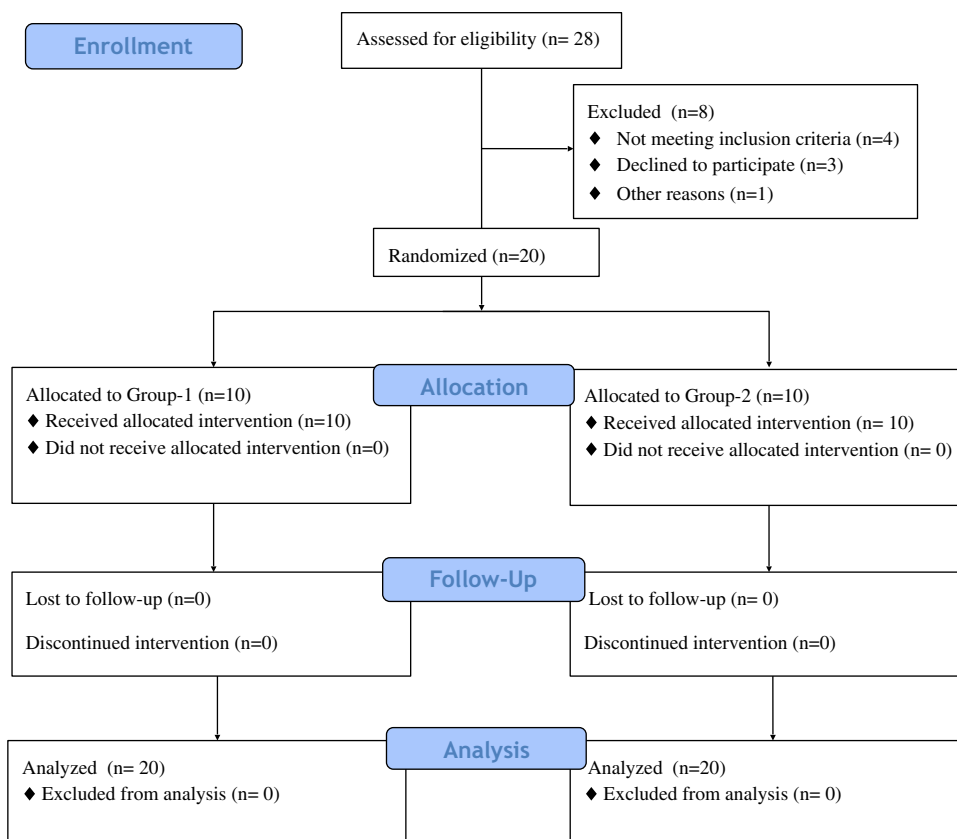 Enrollment
Assessed for eligibility (n= 28)
Excluded  (n=8)
♦ Not meeting inclusion criteria (n=4)
♦ Declined to participate (n=3)
♦ Other reasons (n=1)
Randomized (n=20)
Allocation
Allocated to Group-1 (n=10)
♦ Received allocated intervention (n=10)
♦ Did not receive allocated intervention (n=0)
Allocated to Group-2 (n=10)
♦ Received allocated intervention (n= 10)
♦ Did not receive allocated intervention (n= 0)
Follow-Up
Lost to follow-up (n=0)
Discontinued intervention (n=0)
Lost to follow-up (n= 0)
Discontinued intervention (n=0)
Analysis
Analyzed  (n= 20)
♦ Excluded from analysis (n= 0)
Analyzed  (n=20)
♦ Excluded from analysis (n= 0)